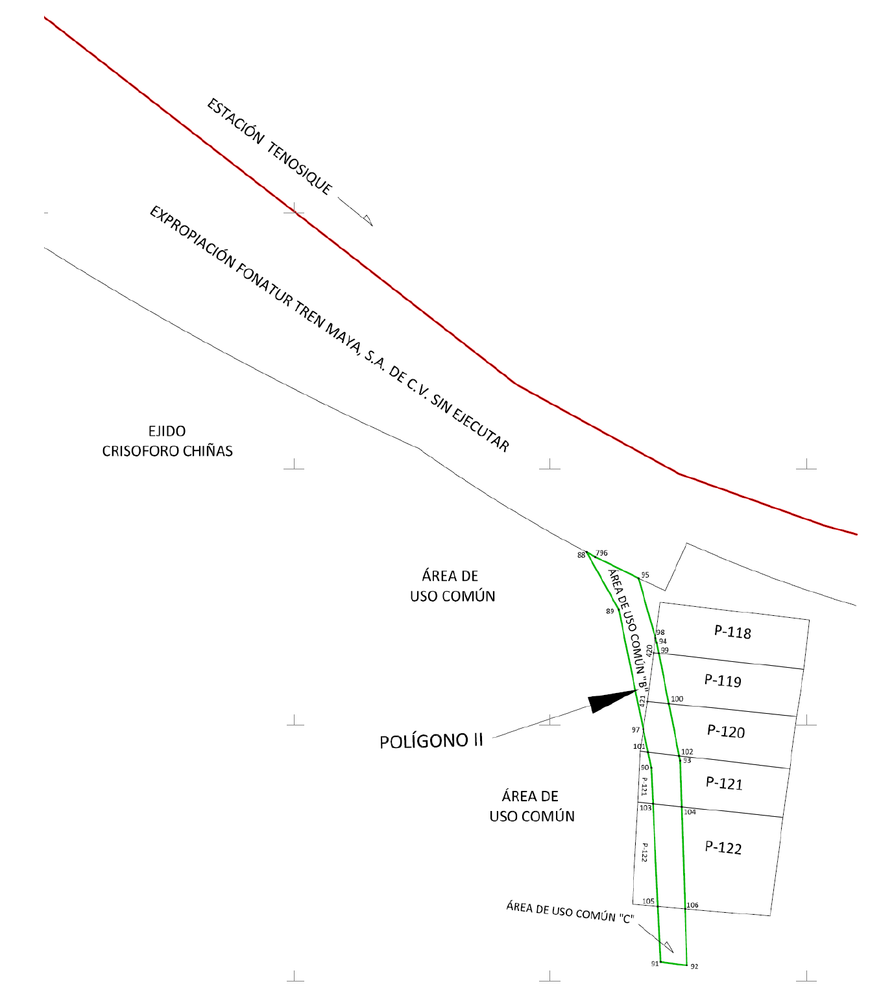 ESTACIÓN TENOSIQUE
EXPROPIACIÓN FONATUR TREN MAYA, S.A. DE C.V. SIN EJECUTAR
EJIDO
CRISOFORO CHIÑAS
88
796
95
ÁREA DE
USO COMÚN
89
ÁREA DE USO COMÚN "B"
98
94
99
420
P-118
P-119
421
100
P-120
97
POLÍGONO II
101
102
93
90
P-121
P-121
ÁREA DE
USO COMÚN
103
104
P-122
P-122
105
106
ÁREA DE USO COMÚN "C"
91
92